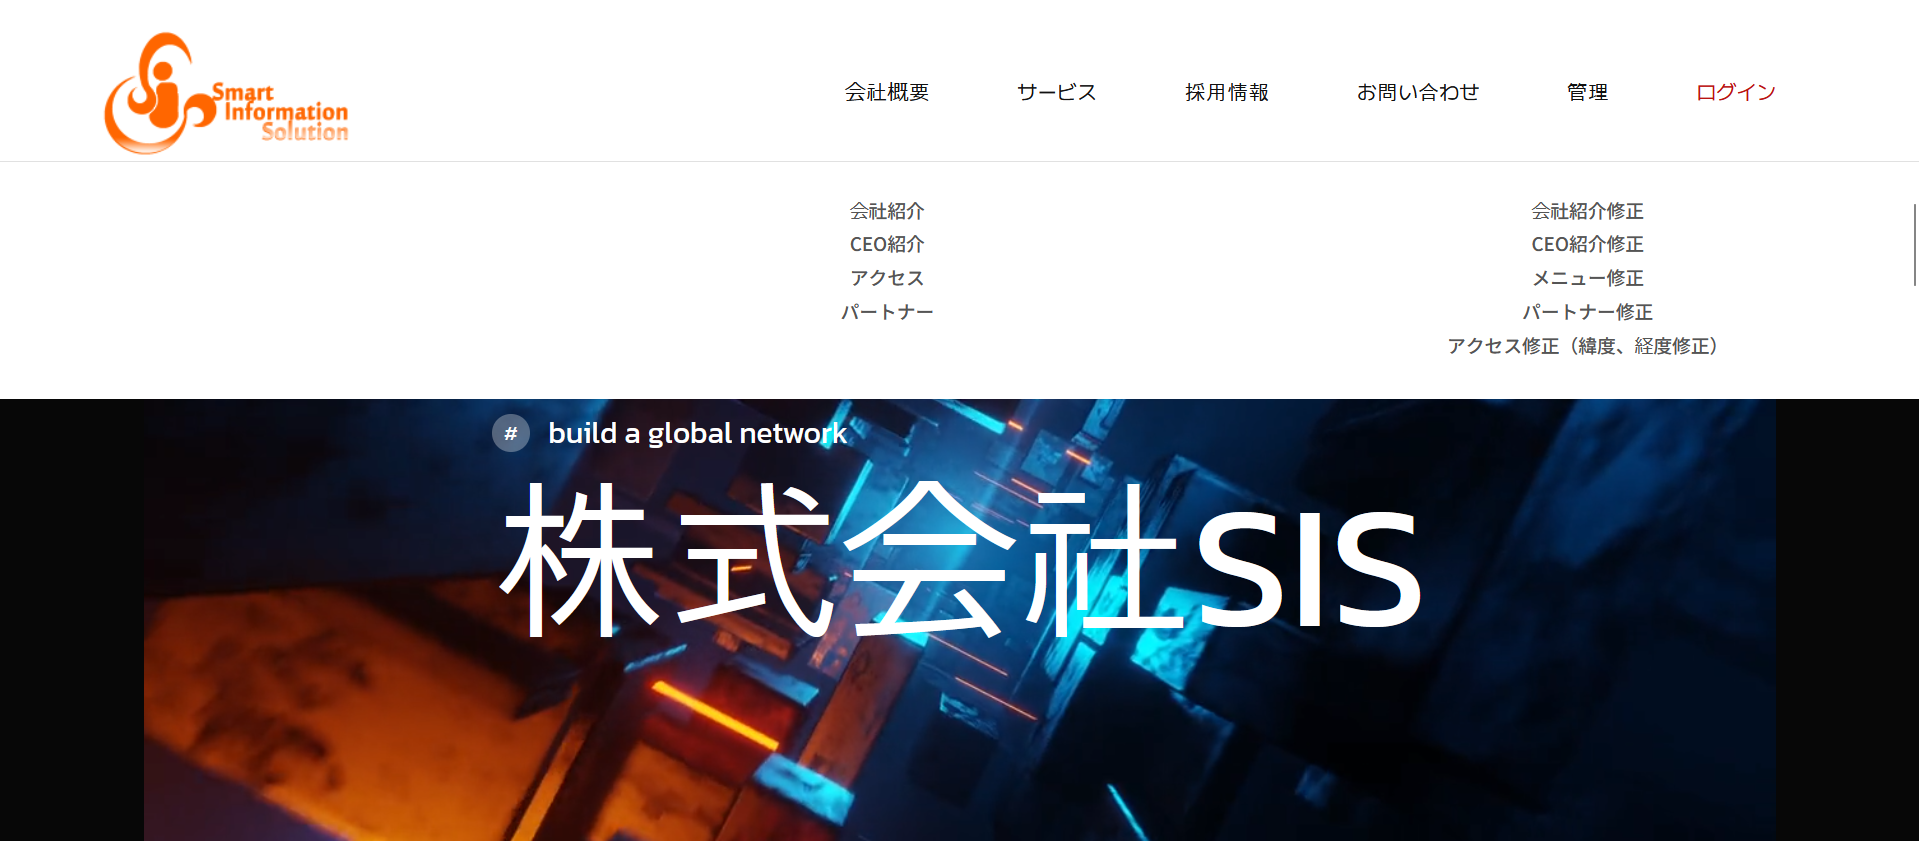 Smart
Information
Solution
会社概要
サービス
採用情報
お問い合わせ
管理
ログイン
会社紹介
CEO紹介
アクセス
パートナー
会社紹介修正
CEO紹介修正
メニュー修正
パートナー修正
アクセス修正（緯度、経度修正）
# build a global network
株式会社SIS